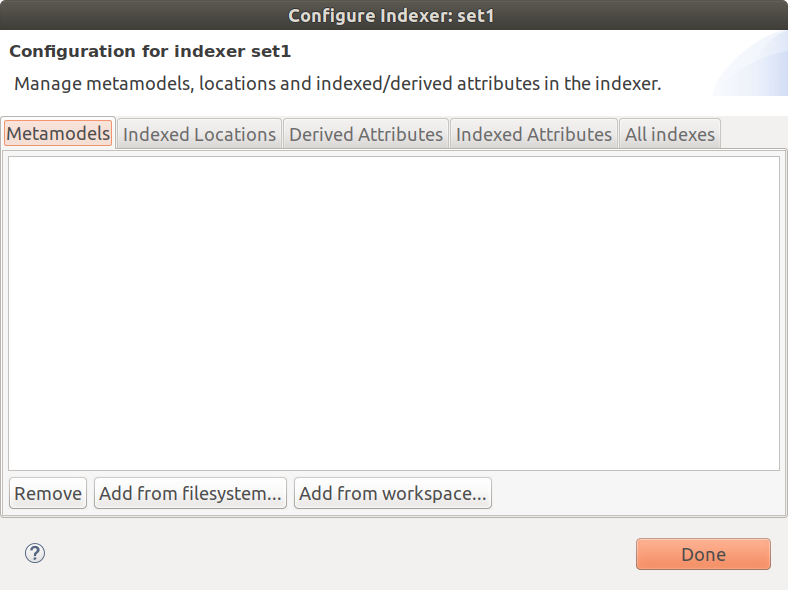 Configure Indexer: set1
Configuration for indexer set1
Manage metamodels, locations and indexed/derived attributes in the indexer.
Metamodels Indexed Locations Derived Attributes Indexed Attributes All indexes
Remove Add from filesystem... Add from workspace...
? Done